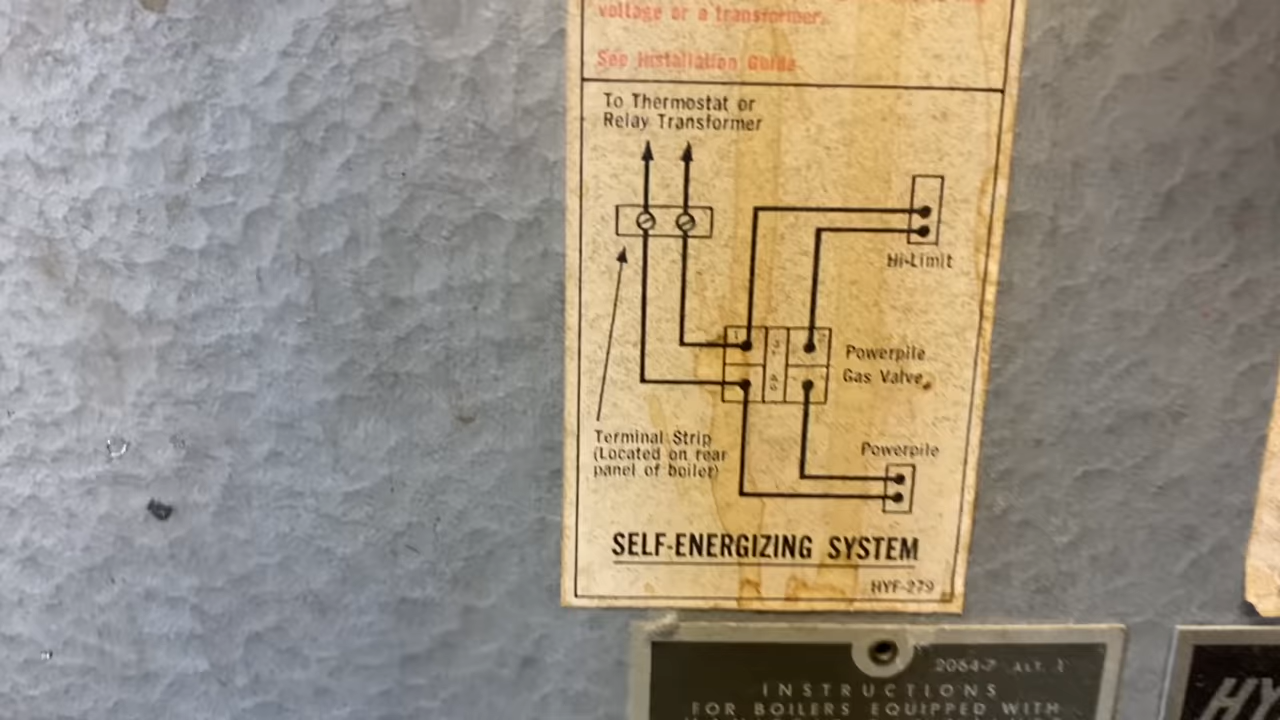 voltage or a transformer.
See Installation Guide
To Thermostat or
Relay Transformer
Hi-Limit
Powerpile
Gas Valve
Terminal Strip
(Located on rear
panel of boiler)
Powerpile
SELF-ENERGIZING SYSTEM
HYF-279
2064-7 ALT. 1
INSTRUCTIONS
FOR BOILERS EQUIPPED WITH
HY